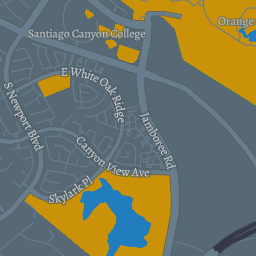 Orange
Santiago Canyon College
E White Oak Ridge
S Newport Blvd
Jamboree Rd
Canyon View Ave
Skylark Pl